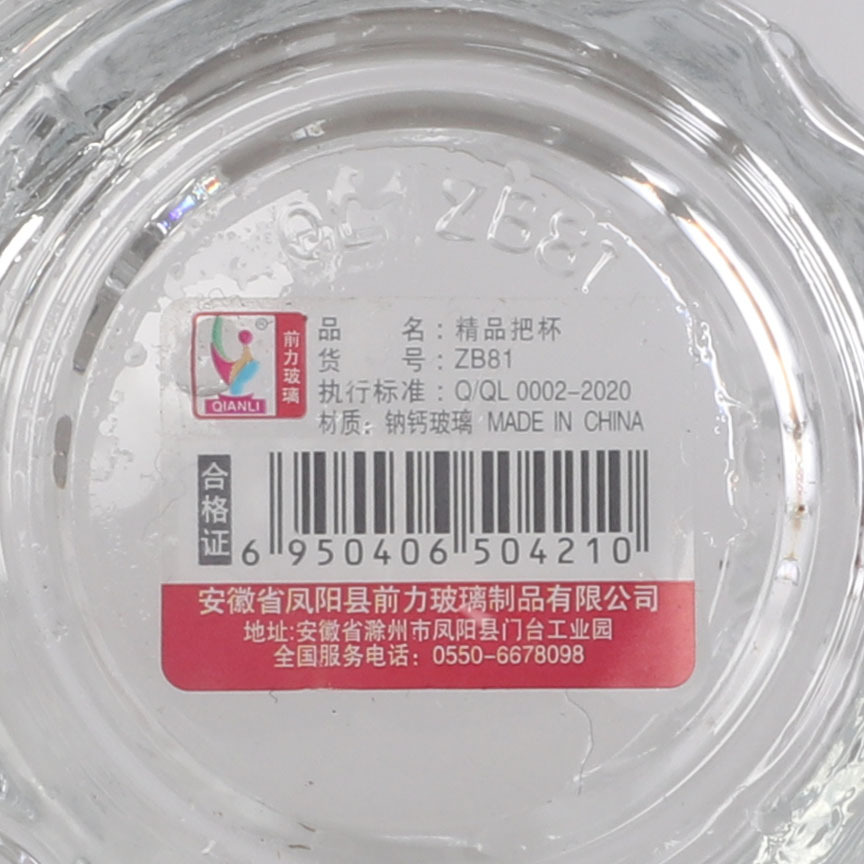 QL ZB81
前力玻璃
QIANLI
®
品 名：精品把杯
货 号：ZB81
执行标准：Q/QL 0002-2020
材质：钠钙玻璃 MADE IN CHINA
合格证
6 950406 504210
安徽省凤阳县前力玻璃制品有限公司
地址:安徽省滁州市凤阳县门台工业园
全国服务电话：0550-6678098